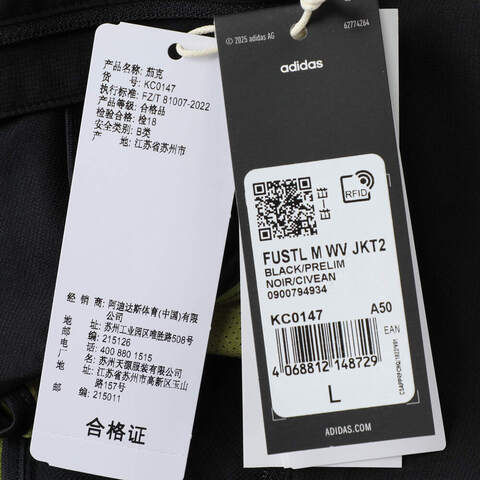 产品名称: 茄克
货 号: KC0147
执行标准: FZ/T 81007-2022
产品等级: 合格品
检验合格: 检18
安全类别: B类
产 地: 江苏省苏州市
经 销 商: 阿迪达斯体育(中国)有限
公司
地 址: 苏州工业园区唯胜路508号
邮 编: 215126
电 话: 400 880 1515
厂 名: 苏州天源服装有限公司
地 址: 江苏省苏州市高新区玉山
路157号
邮 编: 215011
合格证
© 2025 adidas AG
62774264
adidas
RFID
FUSTL M WV JKT2
BLACK/PRELIM
NOIR/CIVEAN
0900794934
KC0147 A50
EAN
4 068812 148729
L
ADIDAS.COM